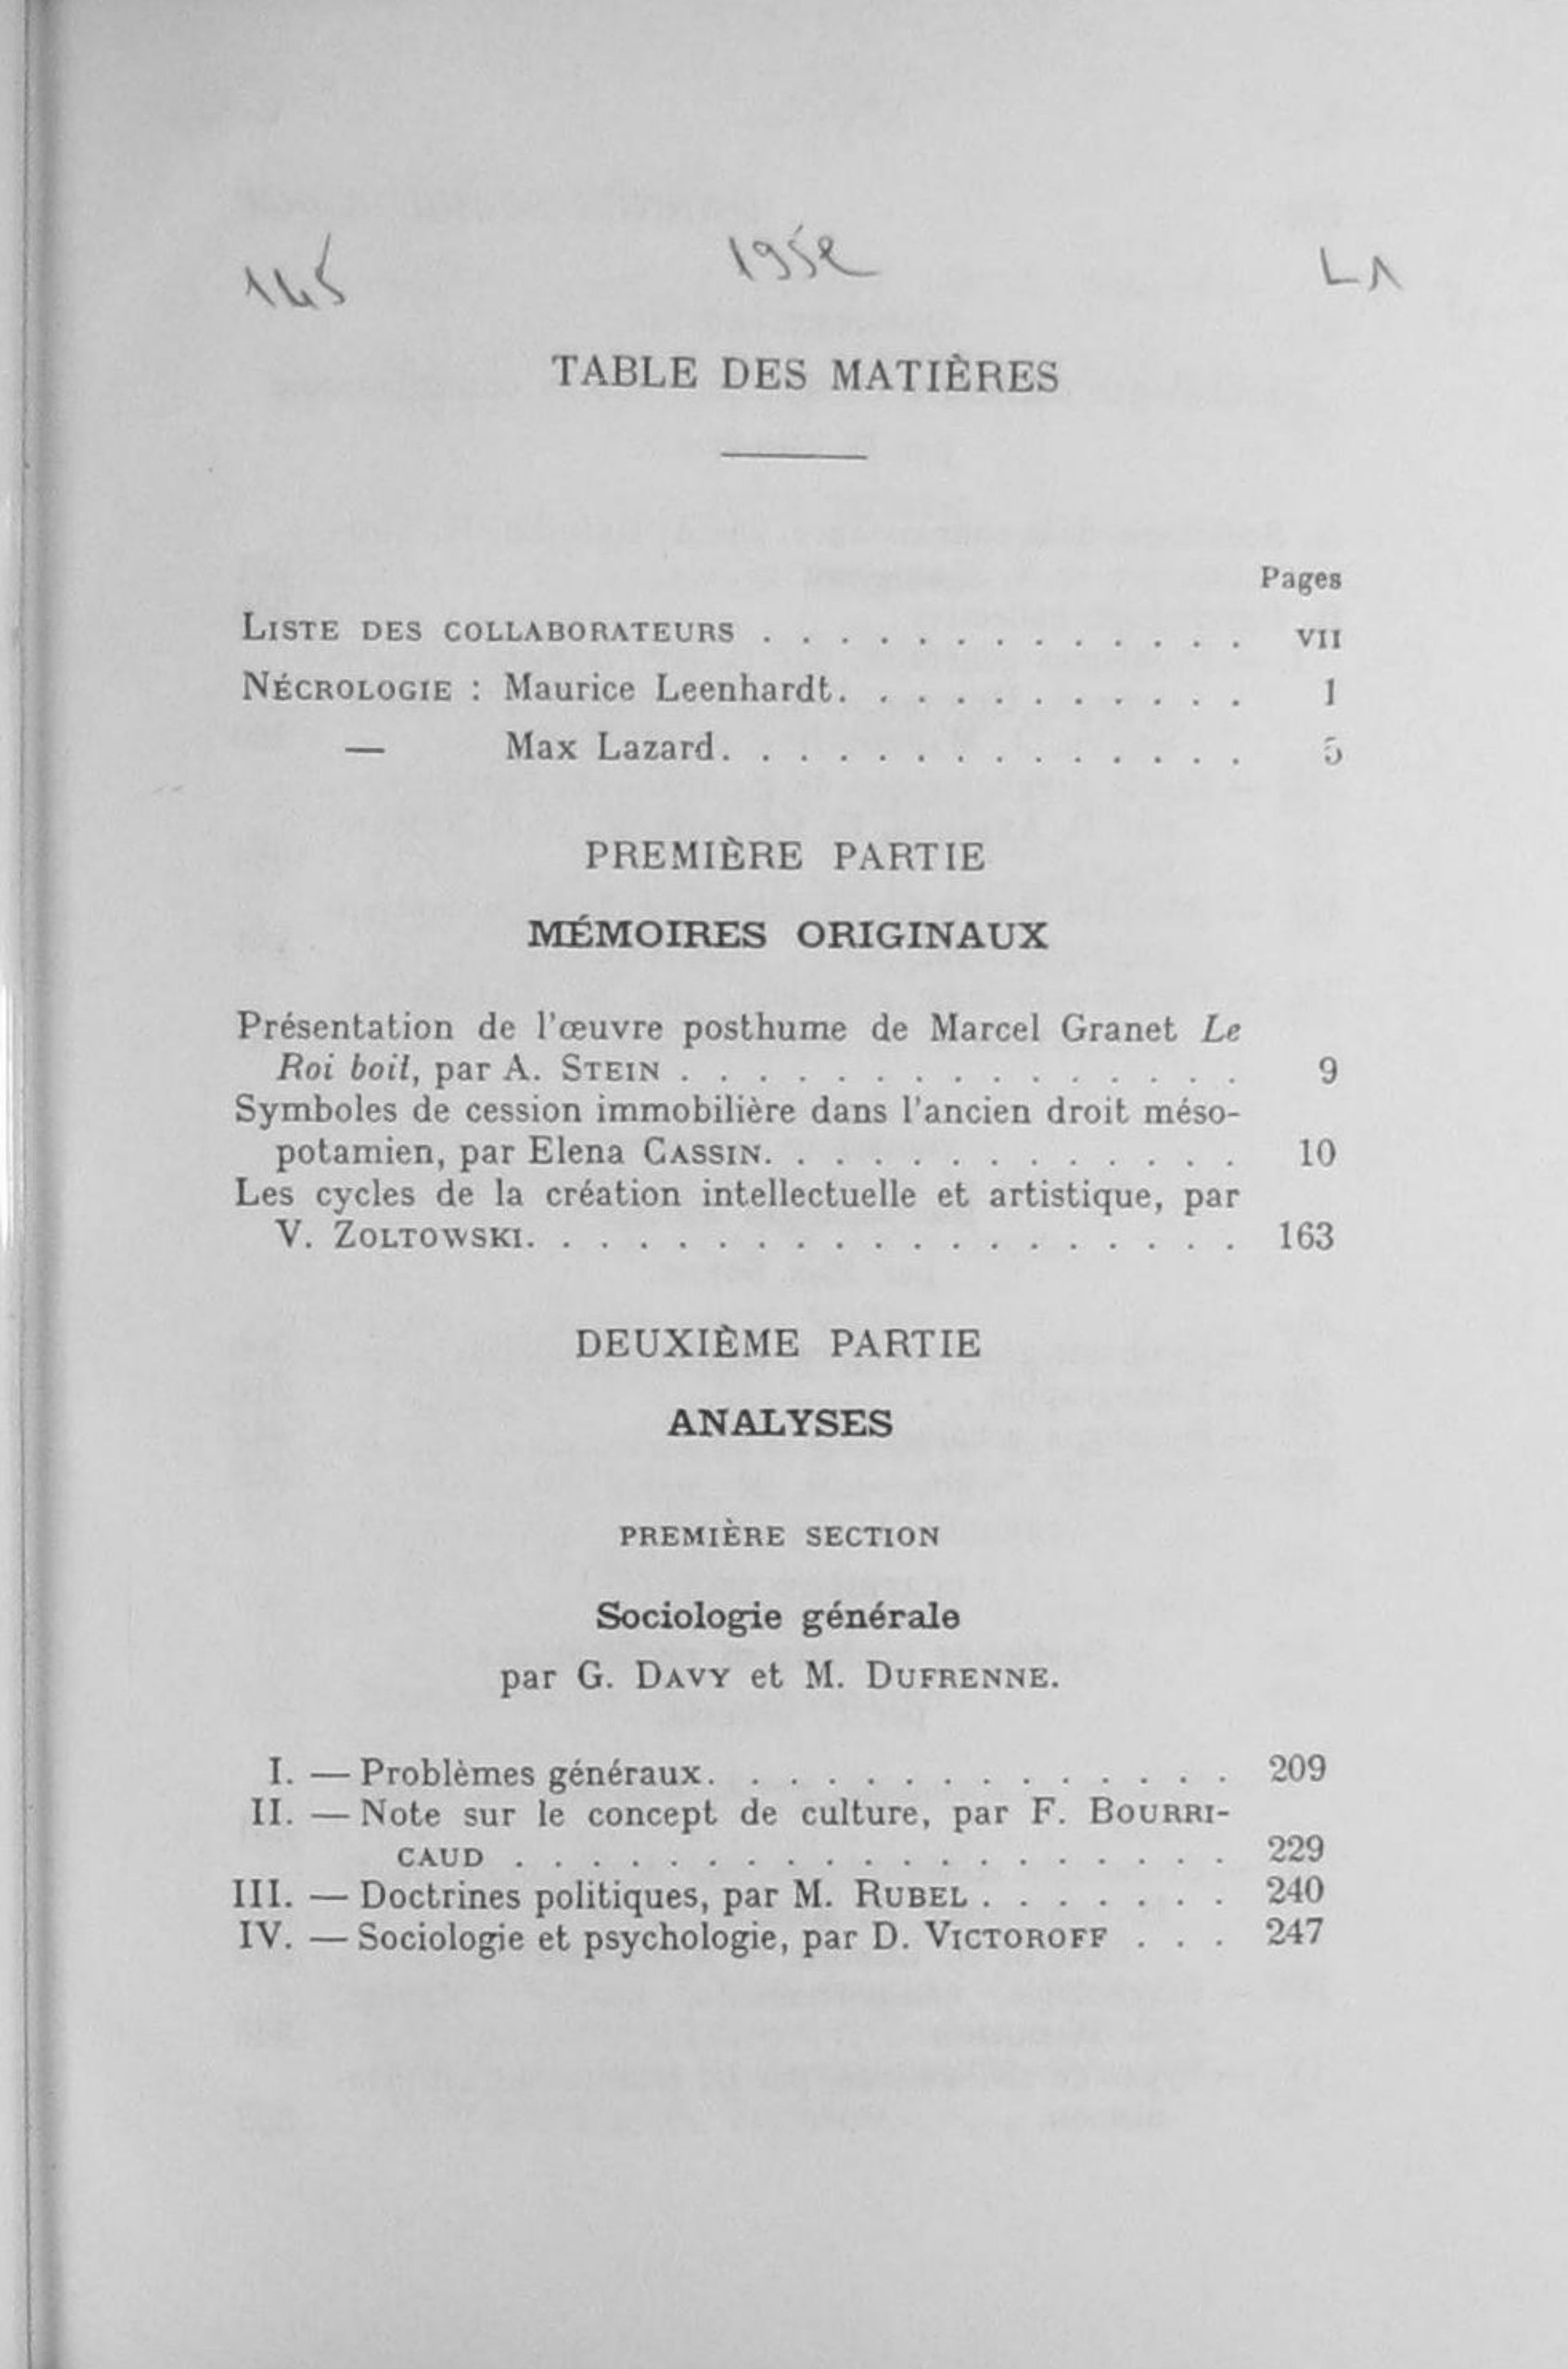 145 1952 L1
TABLE DES MATIÈRES
Pages
LISTE DES COLLABORATEURS . . . . . . . . . . . . . VII
NÉCROLOGIE : Maurice Leenhardt. . . . . . . . . . . 1
— Max Lazard. . . . . . . . . . . . . . 5
PREMIÈRE PARTIE
MÉMOIRES ORIGINAUX
Présentation de l'œuvre posthume de Marcel Granet Le
Roi boit, par A. STEIN . . . . . . . . . . . . . . . 9
Symboles de cession immobilière dans l'ancien droit méso-
potamien, par Elena CASSIN. . . . . . . . . . . . . 10
Les cycles de la création intellectuelle et artistique, par
V. ZOLTOWSKI. . . . . . . . . . . . . . . . . . . 163
DEUXIÈME PARTIE
ANALYSES
PREMIÈRE SECTION
Sociologie générale
par G. DAVY et M. DUFRENNE.
I. — Problèmes généraux. . . . . . . . . . . . . . 209
II. — Note sur le concept de culture, par F. BOURRI-
CAUD . . . . . . . . . . . . . . . . . . . 229
III. — Doctrines politiques, par M. RUBEL . . . . . . . 240
IV. — Sociologie et psychologie, par D. VICTOROFF . . . 247